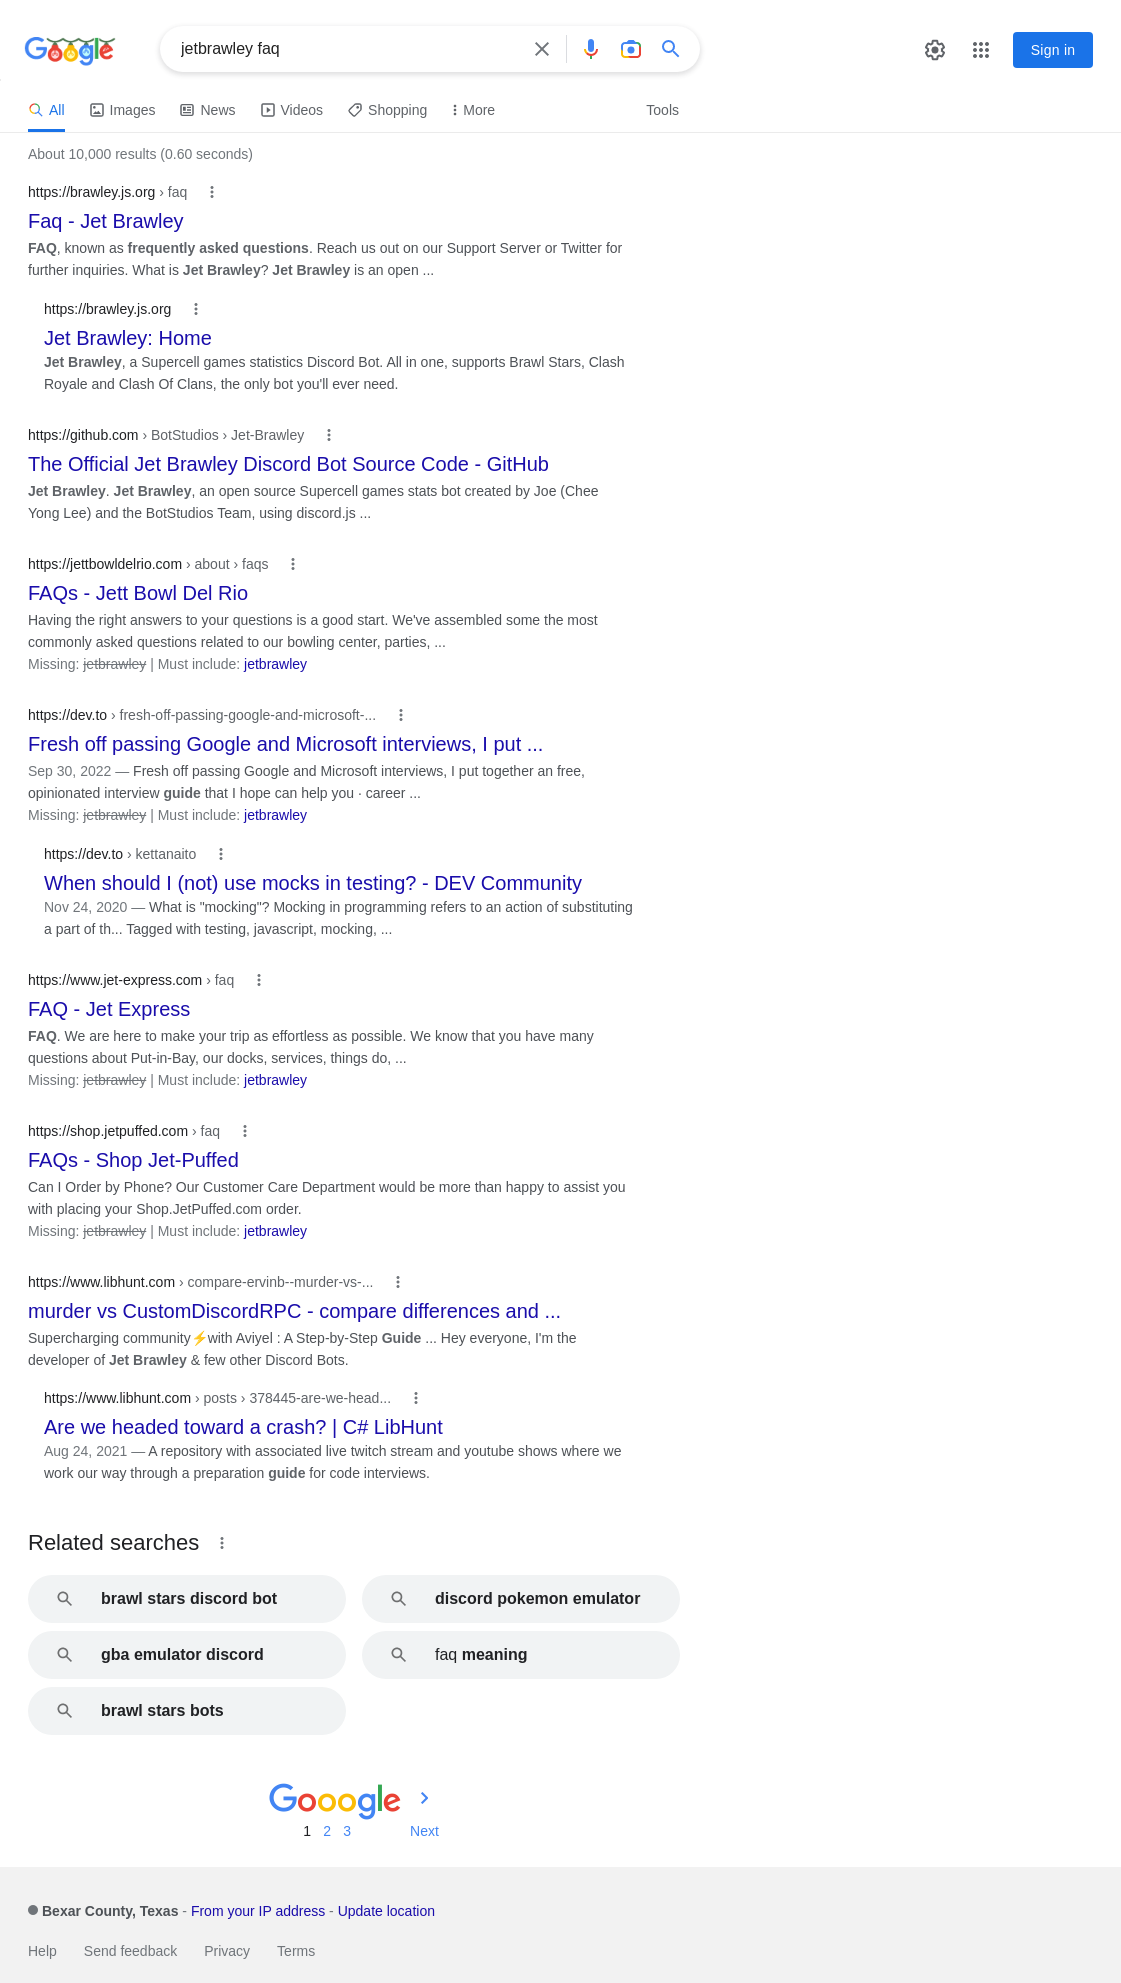 Google
jetbrawley faq
Sign in
All
Images
News
Videos
Shopping
More
Tools
About 10,000 results (0.60 seconds)
https://brawley.js.org › faq
Faq - Jet Brawley
FAQ, known as frequently asked questions. Reach us out on our Support Server or Twitter for
further inquiries. What is Jet Brawley? Jet Brawley is an open ...
https://brawley.js.org
Jet Brawley: Home
Jet Brawley, a Supercell games statistics Discord Bot. All in one, supports Brawl Stars, Clash
Royale and Clash Of Clans, the only bot you'll ever need.
https://github.com › BotStudios › Jet-Brawley
The Official Jet Brawley Discord Bot Source Code - GitHub
Jet Brawley. Jet Brawley, an open source Supercell games stats bot created by Joe (Chee
Yong Lee) and the BotStudios Team, using discord.js ...
https://jettbowldelrio.com › about › faqs
FAQs - Jett Bowl Del Rio
Having the right answers to your questions is a good start. We've assembled some the most
commonly asked questions related to our bowling center, parties, ...
Missing: jetbrawley | Must include: jetbrawley
https://dev.to › fresh-off-passing-google-and-microsoft-...
Fresh off passing Google and Microsoft interviews, I put ...
Sep 30, 2022 — Fresh off passing Google and Microsoft interviews, I put together an free,
opinionated interview guide that I hope can help you · career ...
Missing: jetbrawley | Must include: jetbrawley
https://dev.to › kettanaito
When should I (not) use mocks in testing? - DEV Community
Nov 24, 2020 — What is "mocking"? Mocking in programming refers to an action of substituting
a part of th... Tagged with testing, javascript, mocking, ...
https://www.jet-express.com › faq
FAQ - Jet Express
FAQ. We are here to make your trip as effortless as possible. We know that you have many
questions about Put-in-Bay, our docks, services, things do, ...
Missing: jetbrawley | Must include: jetbrawley
https://shop.jetpuffed.com › faq
FAQs - Shop Jet-Puffed
Can I Order by Phone? Our Customer Care Department would be more than happy to assist you
with placing your Shop.JetPuffed.com order.
Missing: jetbrawley | Must include: jetbrawley
https://www.libhunt.com › compare-ervinb--murder-vs-...
murder vs CustomDiscordRPC - compare differences and ...
Supercharging community⚡with Aviyel : A Step-by-Step Guide ... Hey everyone, I'm the
developer of Jet Brawley & few other Discord Bots.
https://www.libhunt.com › posts › 378445-are-we-head...
Are we headed toward a crash? | C# LibHunt
Aug 24, 2021 — A repository with associated live twitch stream and youtube shows where we
work our way through a preparation guide for code interviews.
Related searches
brawl stars discord bot
discord pokemon emulator
gba emulator discord
faq meaning
brawl stars bots
Gooogle
1 2 3 Next
Bexar County, Texas - From your IP address - Update location
Help Send feedback Privacy Terms